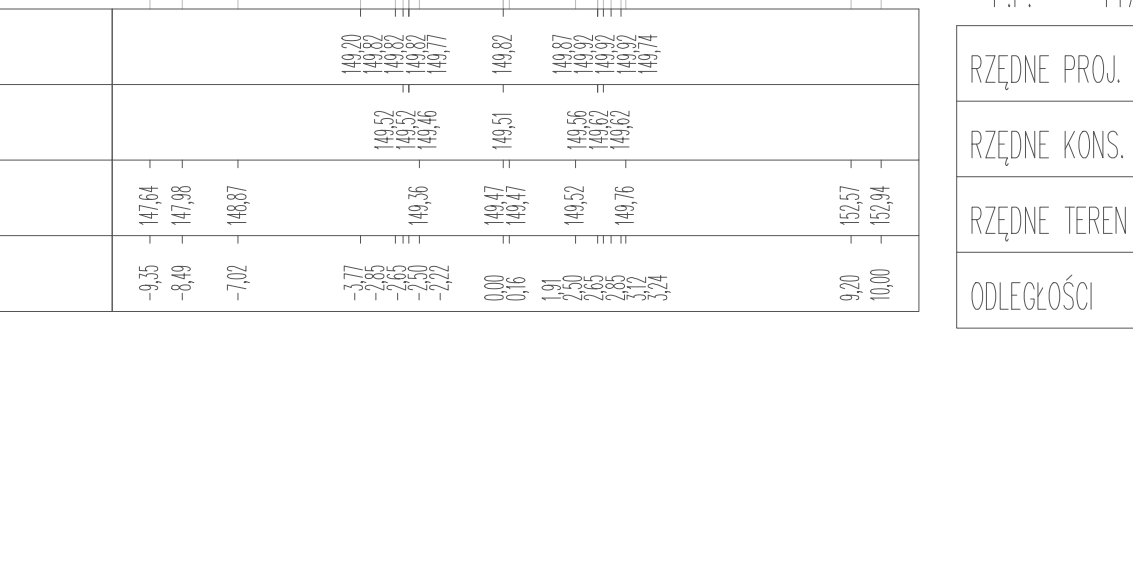 149,20 149,82 149,82 149,82 149,77 149,82 149,87 149,92 149,92 149,92 149,74
RZĘDNE PROJ.
149,52 149,52 149,46 149,51 149,56 149,62 149,62
RZĘDNE KONS.
147,64 147,98 148,87 149,36 149,47 149,47 149,52 149,76 152,57 152,94
RZĘDNE TEREN
-9,35 -8,49 -7,02 -3,77 -2,85 -2,65 -2,50 -2,22 0,00 0,16 1,91 2,50 2,65 2,85 3,12 3,24 9,20 10,00
ODLEGŁOŚCI